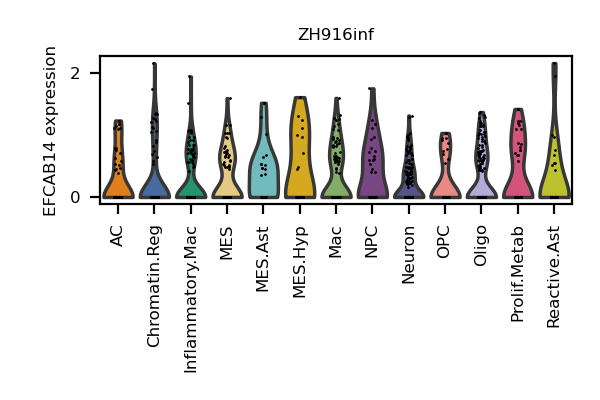 ZH916inf
EFCAB14 expression
2
0
AC
Chromatin.Reg
Inflammatory.Mac
MES
MES.Ast
MES.Hyp
Mac
NPC
Neuron
OPC
Oligo
Prolif.Metab
Reactive.Ast